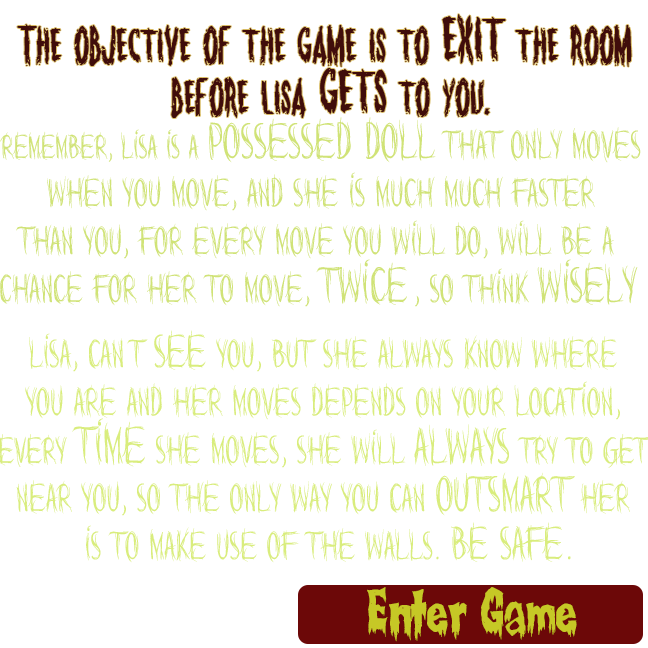 The objective of the game is to EXIT the room
before Lisa GETS to you.
Remember, Lisa is a POSSESSED DOLL that only moves
when you move, and she is much much faster
than you, for every move you will do, will be a
chance for her to move, TWICE , so think WISELY
Lisa, can't SEE you, but she always know where
you are and her moves depends on your location,
every TIME she moves, she will ALWAYS try to get
near you, so the only way you can OUTSMART her
is to make use of the walls. BE SAFE.
Enter Game